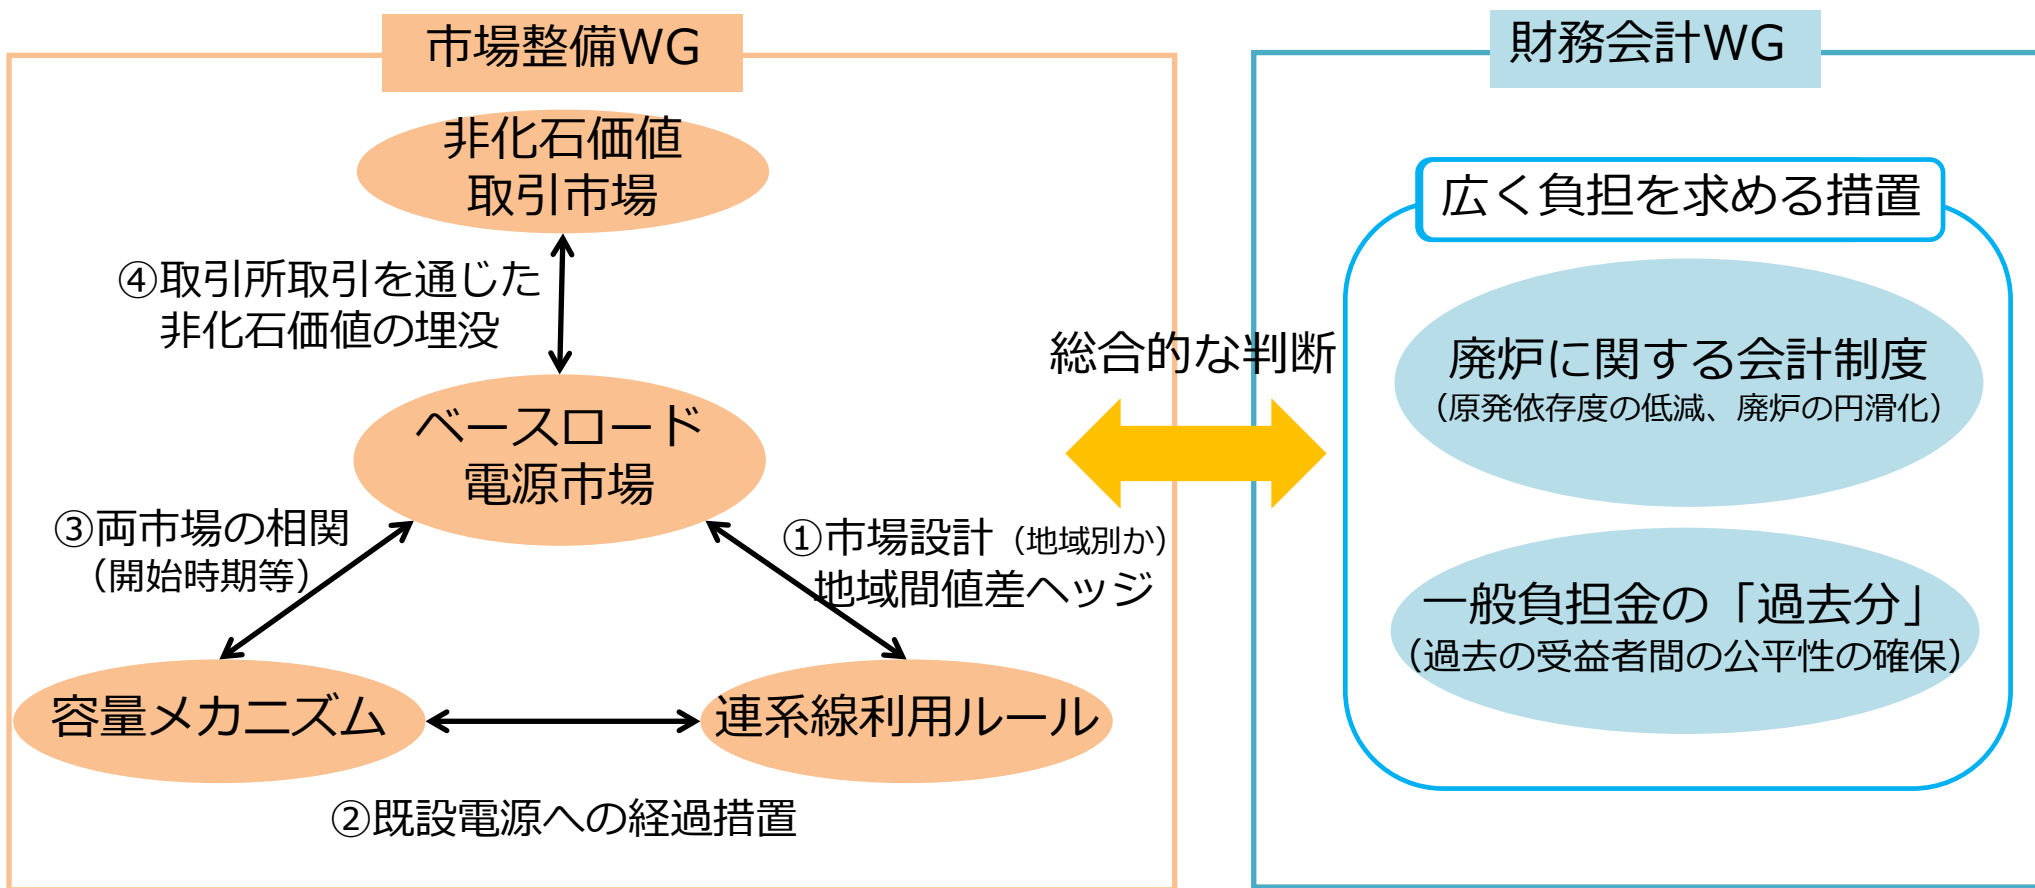 市場整備WG
非化石価値
取引市場
④取引所取引を通じた
非化石価値の埋没
ベースロード
電源市場
③両市場の相関
（開始時期等）
①市場設計（地域別か）
地域間値差ヘッジ
容量メカニズム
連系線利用ルール
②既設電源への経過措置
総合的な判断
財務会計WG
広く負担を求める措置
廃炉に関する会計制度
（原発依存度の低減、廃炉の円滑化）
一般負担金の「過去分」
（過去の受益者間の公平性の確保）